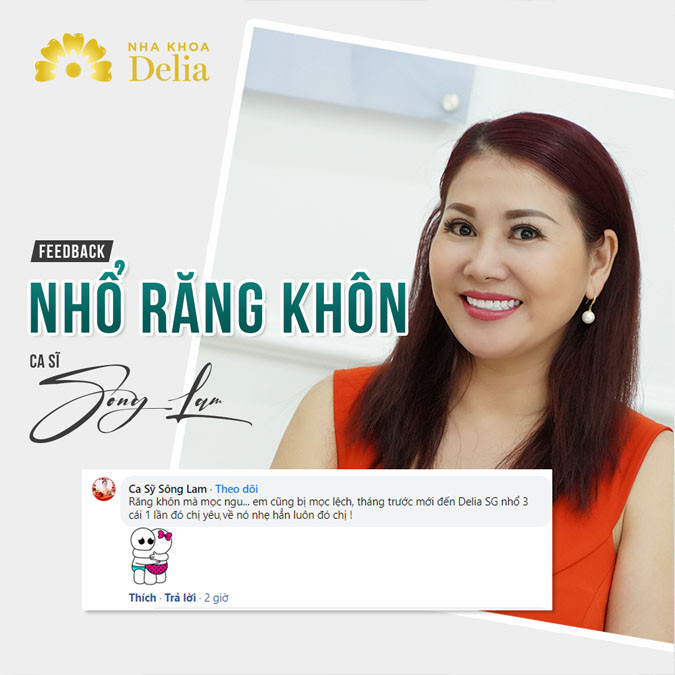 NHA KHOA
Delia
FEEDBACK
NHỔ RĂNG KHÔN
CA SĨ
Song Lam
Ca Sỹ Sông Lam · Theo dõi
Răng khôn mà mọc ngu... em cũng bị mọc lệch, tháng trước mới đến Delia SG nhổ 3
cái 1 lần đó chị yêu,về nó nhẹ hẳn luôn đó chị !
Thích · Trả lời · 2 giờ